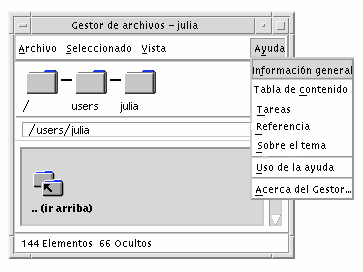 Gestor de archivos – julia
Archivo Seleccionado Vista Ayuda
Información general
Tabla de contenido
Tareas
Referencia
Sobre el tema
Uso de la ayuda
Acerca del Gestor...
/ users julia
/users/julia
.. (ir arriba)
144 Elementos 66 Ocultos